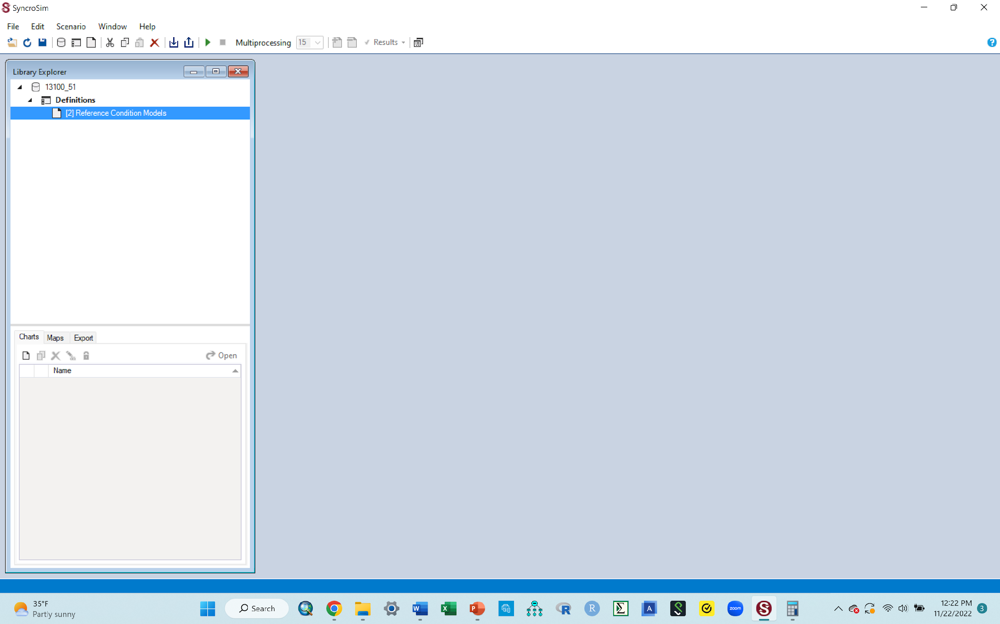 SyncroSim
File Edit Scenario Window Help
Multiprocessing 15 Results
Library Explorer
13100_51
Definitions
[2] Reference Condition Models
Charts Maps Export
Open
Name
35°F
Partly sunny
Search
zoom
12:22 PM
11/22/2022
3